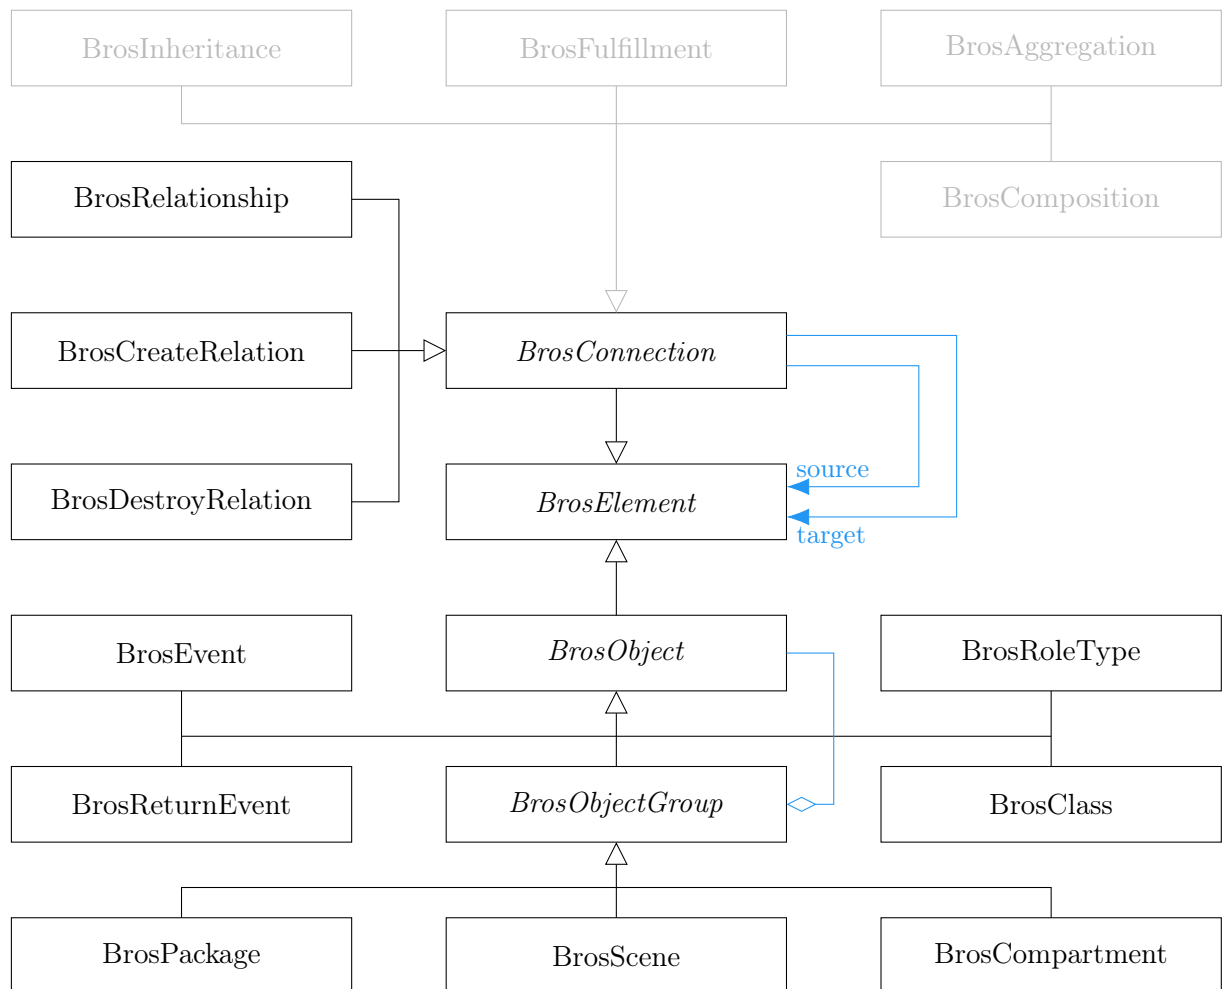 BrosInheritance
BrosFulfillment
BrosAggregation
BrosRelationship
BrosComposition
BrosCreateRelation
BrosConnection
source
BrosDestroyRelation
BrosElement
target
BrosEvent
BrosObject
BrosRoleType
BrosReturnEvent
BrosObjectGroup
BrosClass
BrosPackage
BrosScene
BrosCompartment